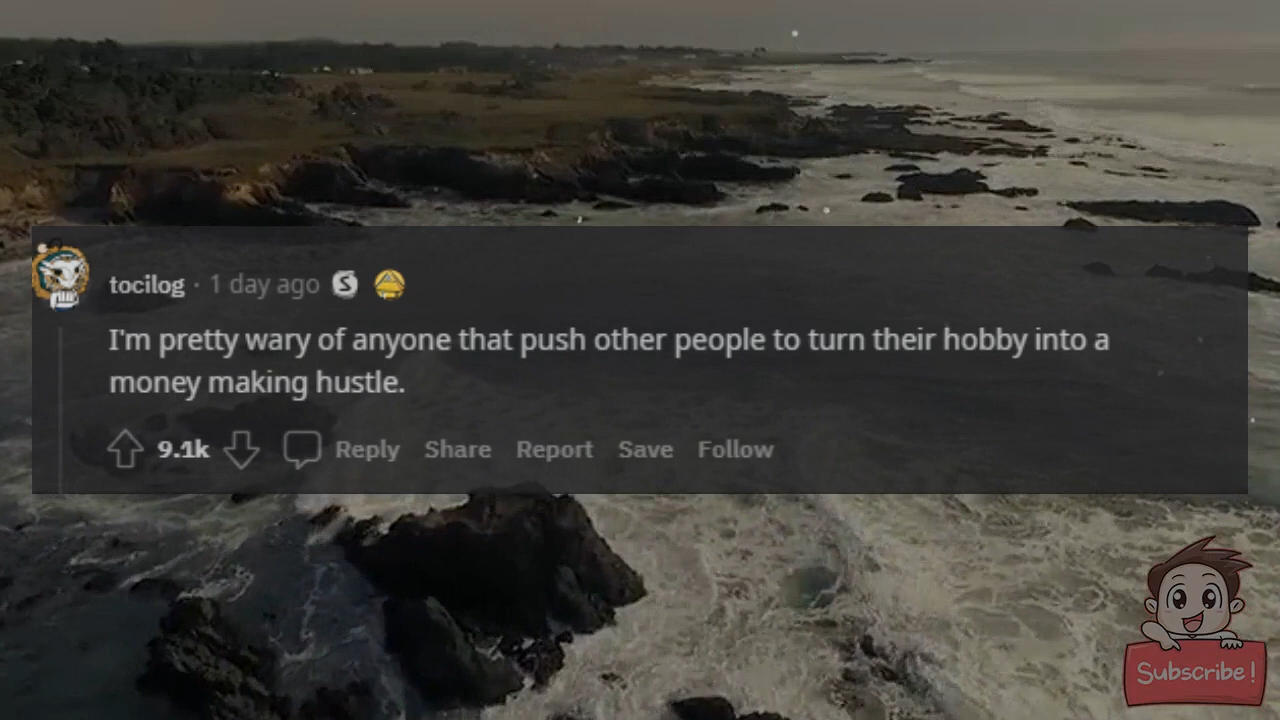 tocilog · 1 day ago S
I'm pretty wary of anyone that push other people to turn their hobby into a
money making hustle.
9.1k Reply Share Report Save Follow
Subscribe!